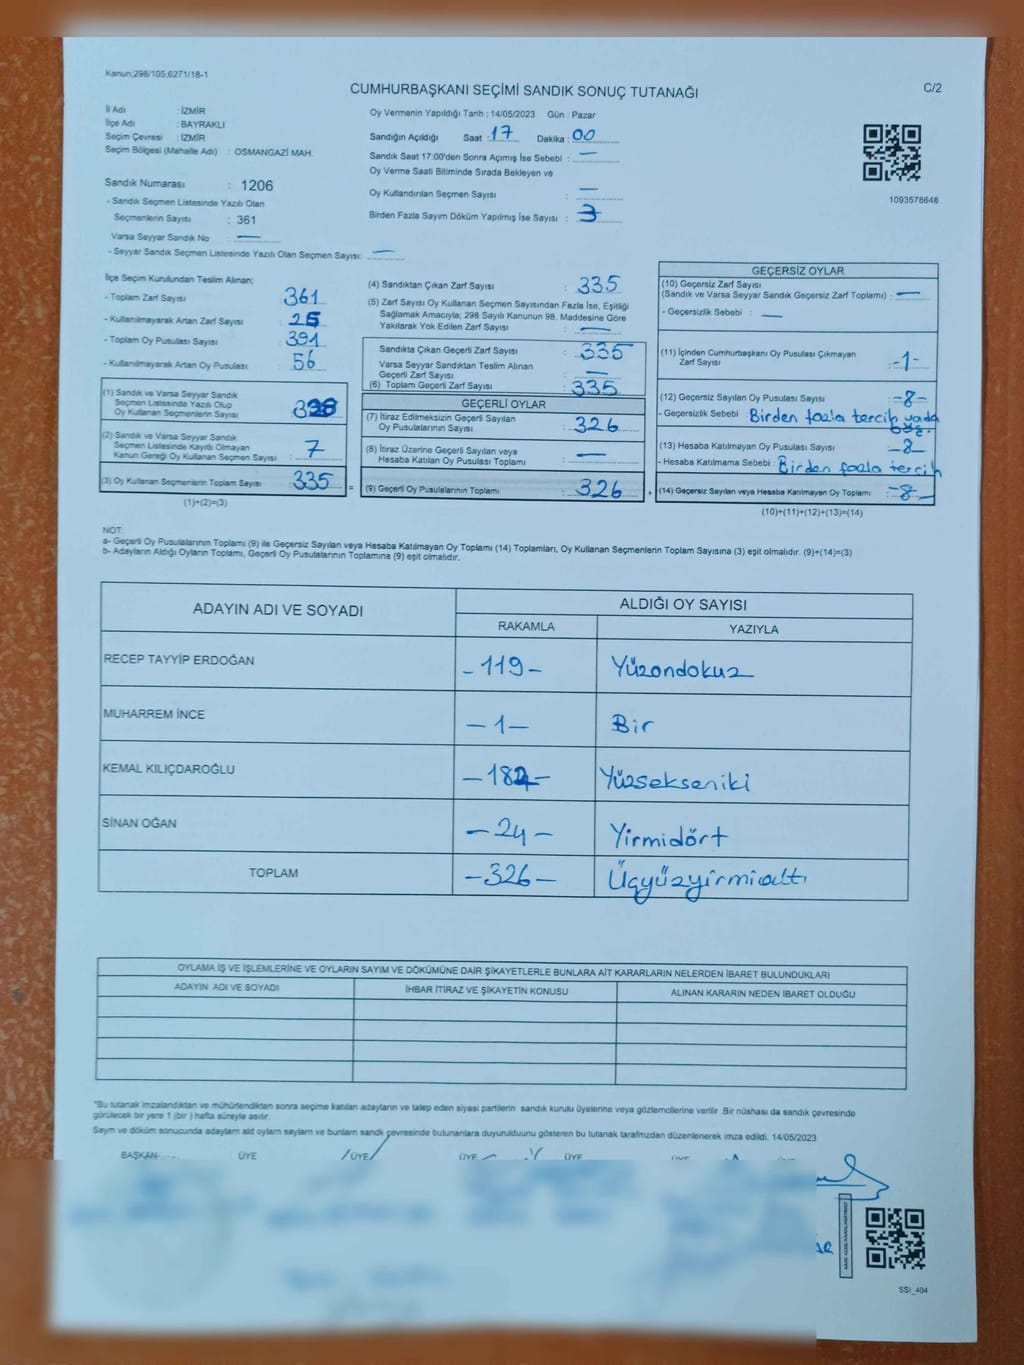 Kanun;298/105,6271/18-1
CUMHURBAŞKANI SEÇİMİ SANDIK SONUÇ TUTANAĞI
C/2
İl Adı : İZMİR
İlçe Adı : BAYRAKLI
Seçim Çevresi : İZMİR
Seçim Bölgesi (Mahalle Adı) : OSMANGAZİ MAH.
Oy Vermenin Yapıldığı Tarih : 14/05/2023 Gün : Pazar
Sandığın Açıldığı Saat : 17 Dakika : 00
Sandık Saat 17:00'den Sonra Açımış İse Sebebi : —
Oy Verme Saati Bitiminde Sırada Bekleyen ve
Oy Kullandırılan Seçmen Sayısı : —
Birden Fazla Sayım Döküm Yapılmış İse Sayısı : 3
1093578648
Sandık Numarası : 1206
- Sandık Seçmen Listesinde Yazılı Olan
Seçmenlerin Sayısı : 361
Varsa Seyyar Sandık No : —
- Seyyar Sandık Seçmen Listesinde Yazılı Olan Seçmen Sayısı: —
İlçe Seçim Kurulundan Teslim Alınan;
- Toplam Zarf Sayısı : 361
- Kullanılmayarak Artan Zarf Sayısı : 26
- Toplam Oy Pusulası Sayısı : 391
- Kullanılmayarak Artan Oy Pusulası : 56
(1) Sandık ve Varsa Seyyar Sandık
Seçmen Listesinde Yazılı Olup
Oy Kullanan Seçmenlerin Sayısı : 328
(2) Sandık ve Varsa Seyyar Sandık
Seçmen Listesinde Kayıtlı Olmayan
Kanun Gereği Oy Kullanan Seçmen Sayısı : 7
(3) Oy Kullanan Seçmenlerin Toplam Sayısı : 335
(1)+(2)=(3)
(4) Sandıktan Çıkan Zarf Sayısı : 335
(5) Zarf Sayısı Oy Kullanan Seçmen Sayısından Fazla İse, Eşitliği
Sağlamak Amacıyla; 298 Sayılı Kanunun 98. Maddesine Göre
Yakılarak Yok Edilen Zarf Sayısı : —
Sandıkta Çıkan Geçerli Zarf Sayısı : 335
Varsa Seyyar Sandıktan Teslim Alınan
Geçerli Zarf Sayısı : —
(6) Toplam Geçerli Zarf Sayısı : 335
GEÇERLİ OYLAR
(7) İtiraz Edilmeksizin Geçerli Sayılan
Oy Pusulalarının Sayısı : 326
(8) İtiraz Üzerine Geçerli Sayılan veya
Hesaba Katılan Oy Pusulası Toplamı : —
= (9) Geçerli Oy Pusulalarının Toplamı : 326 +
GEÇERSİZ OYLAR
(10) Geçersiz Zarf Sayısı
(Sandık ve Varsa Seyyar Sandık Geçersiz Zarf Toplamı) : —
- Geçersizlik Sebebi : —
(11) İçinden Cumhurbaşkanı Oy Pusulası Çıkmayan
Zarf Sayısı : -1-
(12) Geçersiz Sayılan Oy Pusulası Sayısı : -8-
- Geçersizlik Sebebi : Birden fazla tercih yada
(13) Hesaba Katılmayan Oy Pusulası Sayısı : -8-
- Hesaba Katılmama Sebebi : Birden fazla tercih
(14) Geçersiz Sayılan veya Hesaba Katılmayan Oy Toplamı : -8-
(10)+(11)+(12)+(13)=(14)
NOT:
a- Geçerli Oy Pusulalarının Toplamı (9) ile Geçersiz Sayılan veya Hesaba Katılmayan Oy Toplamı (14) Toplamları, Oy Kullanan Seçmenlerin Toplam Sayısına (3) eşit olmalıdır. (9)+(14)=(3)
b- Adayların Aldığı Oyların Toplamı, Geçerli Oy Pusulalarının Toplamına (9) eşit olmalıdır.
ADAYIN ADI VE SOYADI ALDIĞI OY SAYISI
RAKAMLA YAZIYLA
RECEP TAYYİP ERDOĞAN -119- Yüzondokuz
MUHARREM İNCE -1- Bir
KEMAL KILIÇDAROĞLU -182- Yüzsekseniki
SİNAN OĞAN -24- Yirmidört
TOPLAM -326- Üçyüzyirmialtı
OYLAMA İŞ VE İŞLEMLERİNE VE OYLARIN SAYIM VE DÖKÜMÜNE DAİR ŞİKAYETLERLE BUNLARA AİT KARARLARIN NELERDEN İBARET BULUNDUKLARI
ADAYIN ADI VE SOYADI İHBAR İTİRAZ VE ŞİKAYETİN KONUSU ALINAN KARARIN NEDEN İBARET OLDUĞU
*Bu tutanak imzalandıktan ve mühürlendikten sonra seçime katılan adayların ve talep eden siyasi partilerin sandık kurulu üyelerine veya gözlemcilerine verilir .Bir nüshası da sandık çevresinde
görülecek bir yere 1 (bir ) hafta süreyle asılır.
Sayım ve döküm sonucunda adayların ald oyların sayların ve bunların sandk çevresinde bulunanlara duyurulduunu gösteren bu tutanak tarafmızdan düzenlenerek imza edildi. 14/05/2023
BAŞKAN ÜYE ÜYE ÜYE ÜYE ÜYE ÜYE
SSI_404